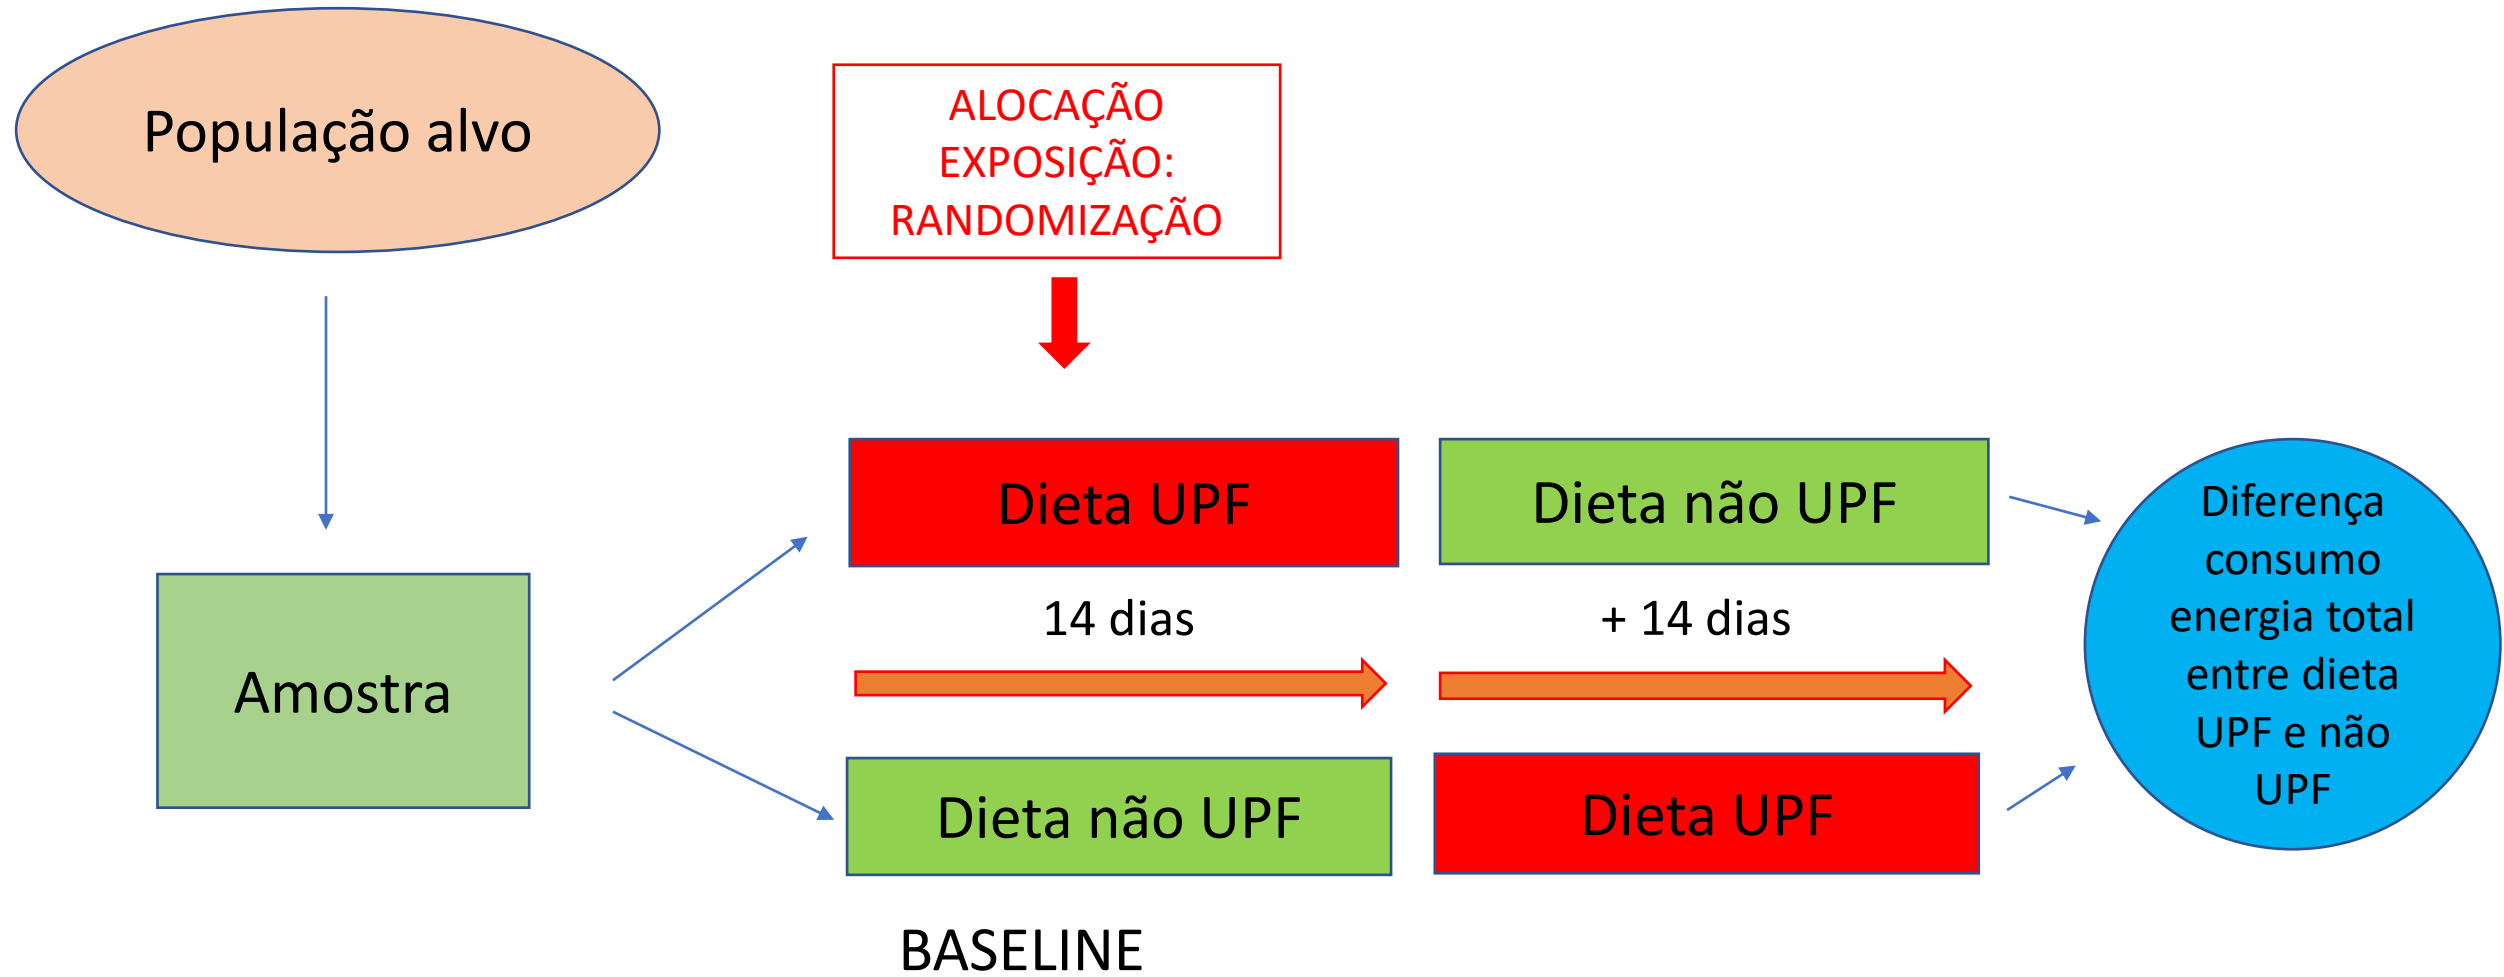 População alvo
ALOCAÇÃO
EXPOSIÇÃO:
RANDOMIZAÇÃO
Amostra
Dieta UPF
Dieta não UPF
14 dias
+ 14 dias
Dieta não UPF
Dieta UPF
Diferença
consumo
energia total
entre dieta
UPF e não
UPF
BASELINE